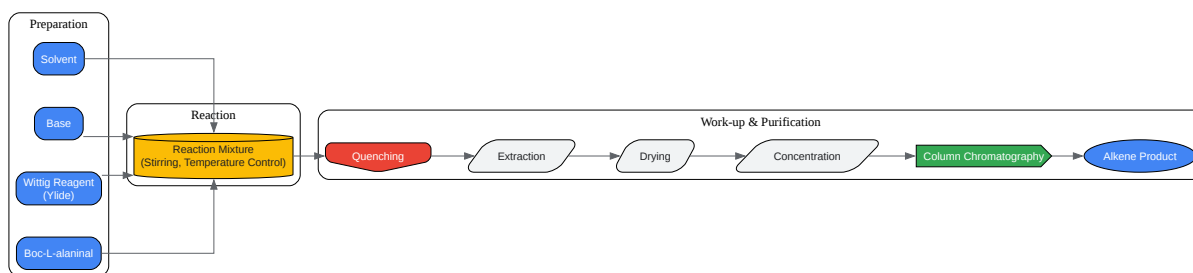 Preparation
Solvent
Base
Wittig Reagent
(Ylide)
Boc-L-alaninal
Reaction
Reaction Mixture
(Stirring, Temperature Control)
Work-up & Purification
Quenching
Extraction
Drying
Concentration
Column Chromatography
Alkene Product